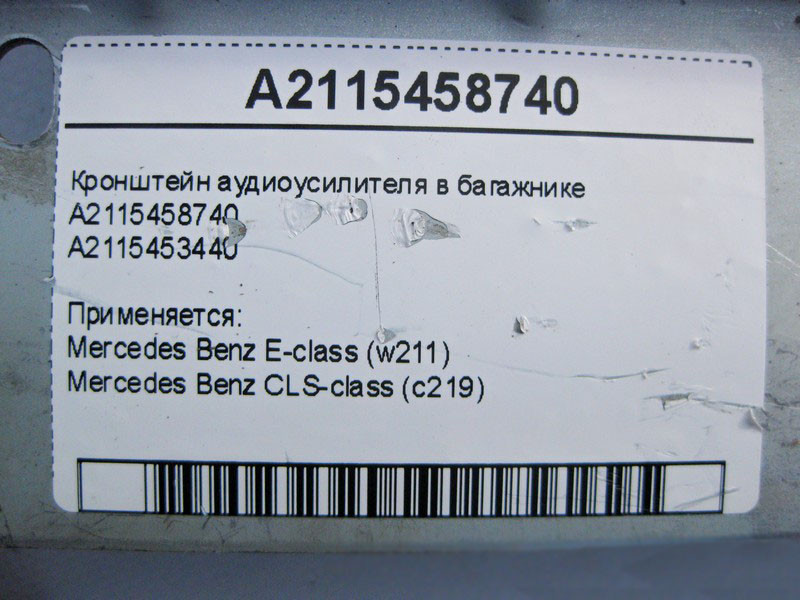 A2115458740
Кронштейн аудиоусилителя в багажнике
A2115458740
A2115453440
Применяется:
Mercedes Benz E-class (w211)
Mercedes Benz CLS-class (c219)